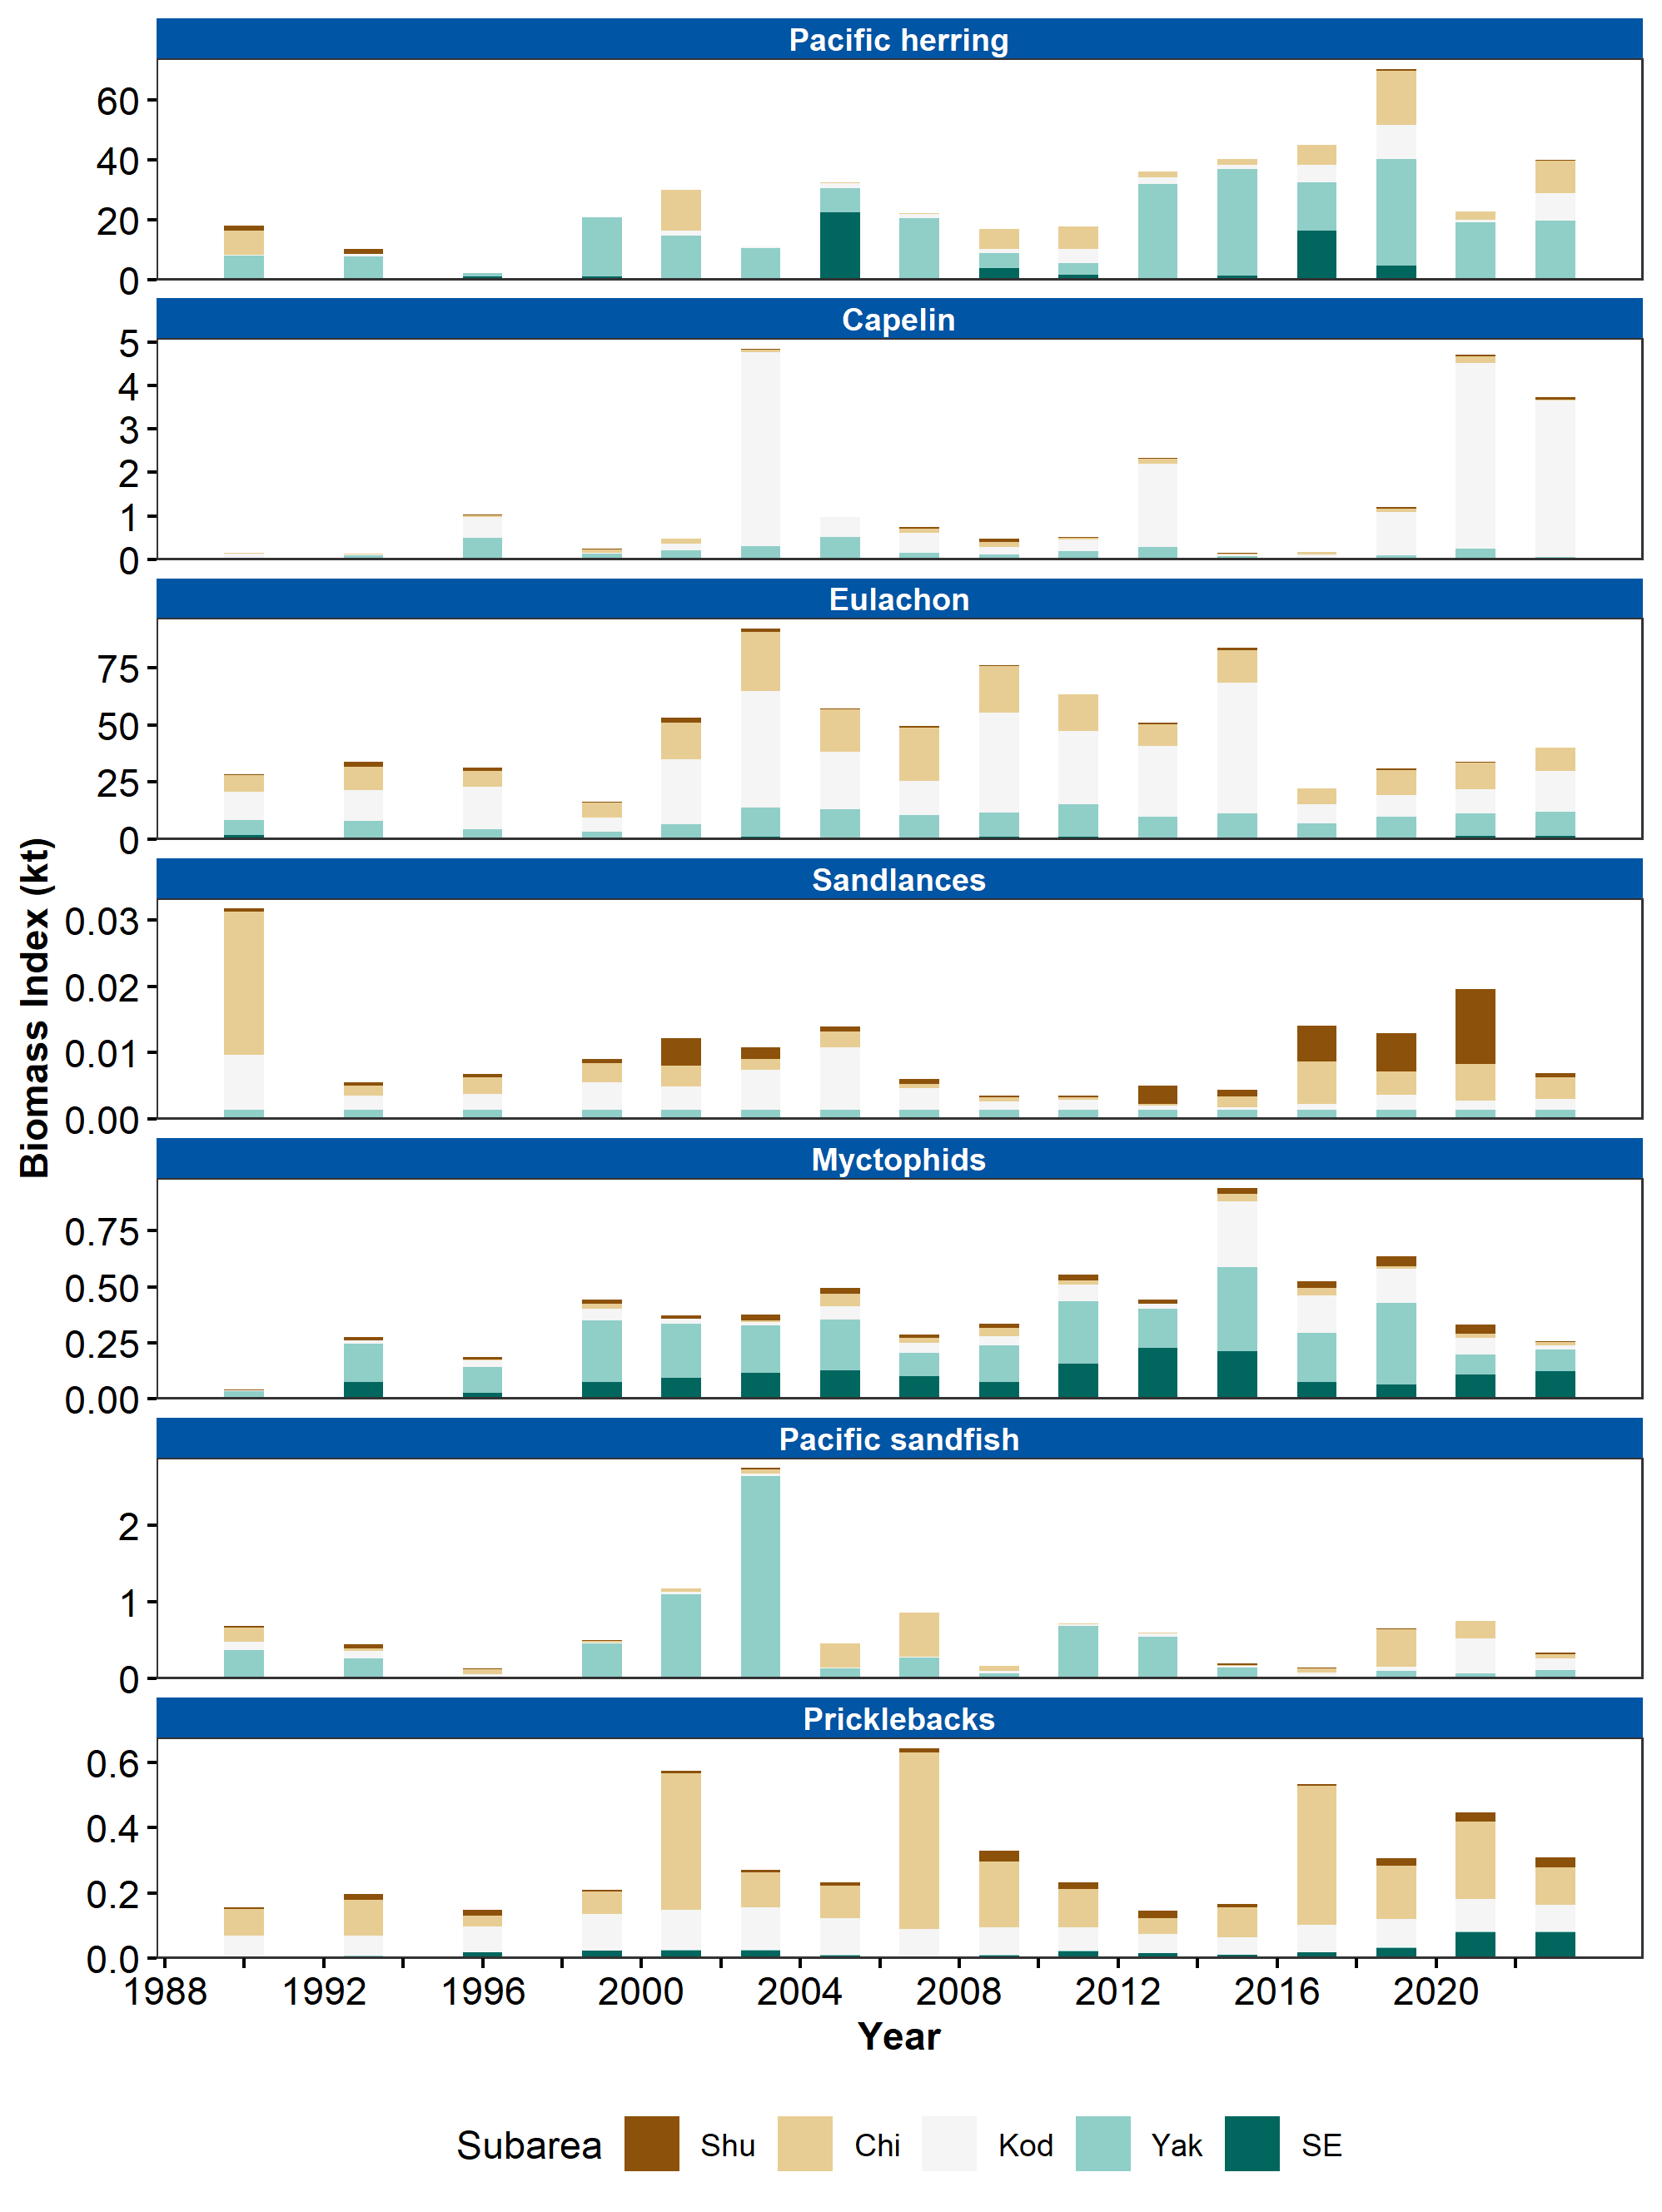 Pacific herring
60
40
20
0
Capelin
5
4
3
2
1
0
Eulachon
75
50
25
0
Sandlances
0.03
0.02
0.01
0.00
Myctophids
0.75
0.50
0.25
0.00
Pacific sandfish
2
1
0
Pricklebacks
0.6
0.4
0.2
0.0
Biomass Index (kt)
1988 1992 1996 2000 2004 2008 2012 2016 2020
Year
Subarea Shu Chi Kod Yak SE